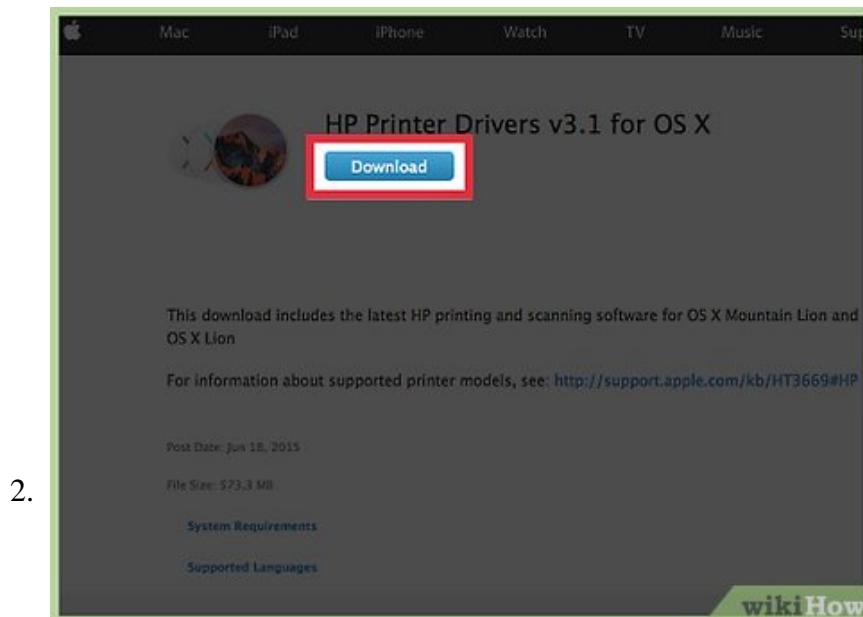 Mac iPad iPhone Watch TV Music Sup
HP Printer Drivers v3.1 for OS X
Download
This download includes the latest HP printing and scanning software for OS X Mountain Lion and
OS X Lion
For information about supported printer models, see: http://support.apple.com/kb/HT3669#HP
Post Date: Jun 18, 2015
File Size: 573.3 MB
2.
System Requirements
Supported Languages
wikiHow